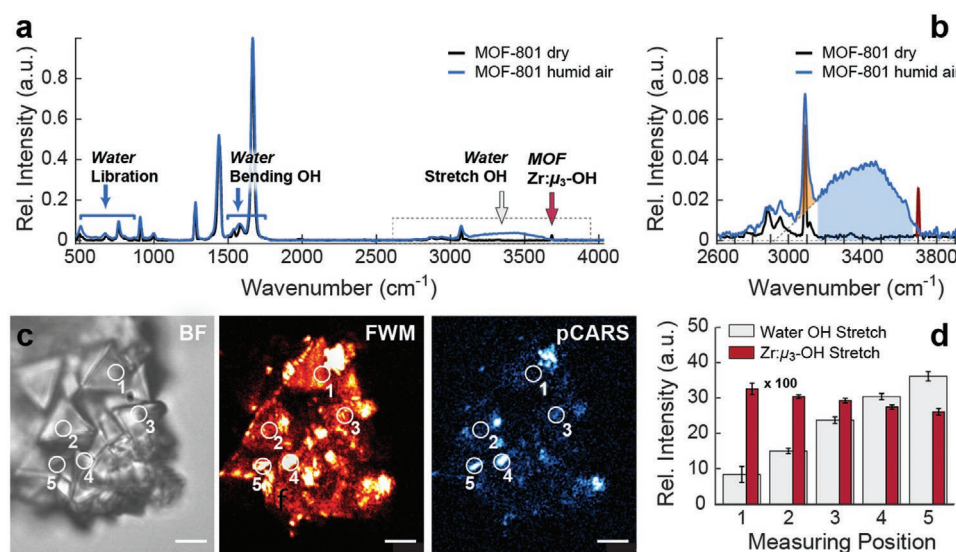 a
Rel. Intensity (a.u.)
0.8
0.6
0.4
0.2
0
MOF-801 dry
MOF-801 humid air
Water
Libration
Water
Bending OH
Water
Stretch OH
MOF
Zr:μ₃-OH
500 1000 1500 2000 2500 3000 3500 4000
Wavenumber (cm⁻¹)
b
Rel. Intensity (a.u.)
0.08
0.06
0.04
0.02
0
MOF-801 dry
MOF-801 humid air
2600 3000 3400 3800
Wavenumber (cm⁻¹)
c
BF
1
2
3
4
5
FWM
1
2
3
4
5
f
pCARS
1
2
3
4
5
d
Rel. Intensity (a.u.)
50
40
30
20
10
0
Water OH Stretch
Zr:μ₃-OH Stretch
x 100
1 2 3 4 5
Measuring Position